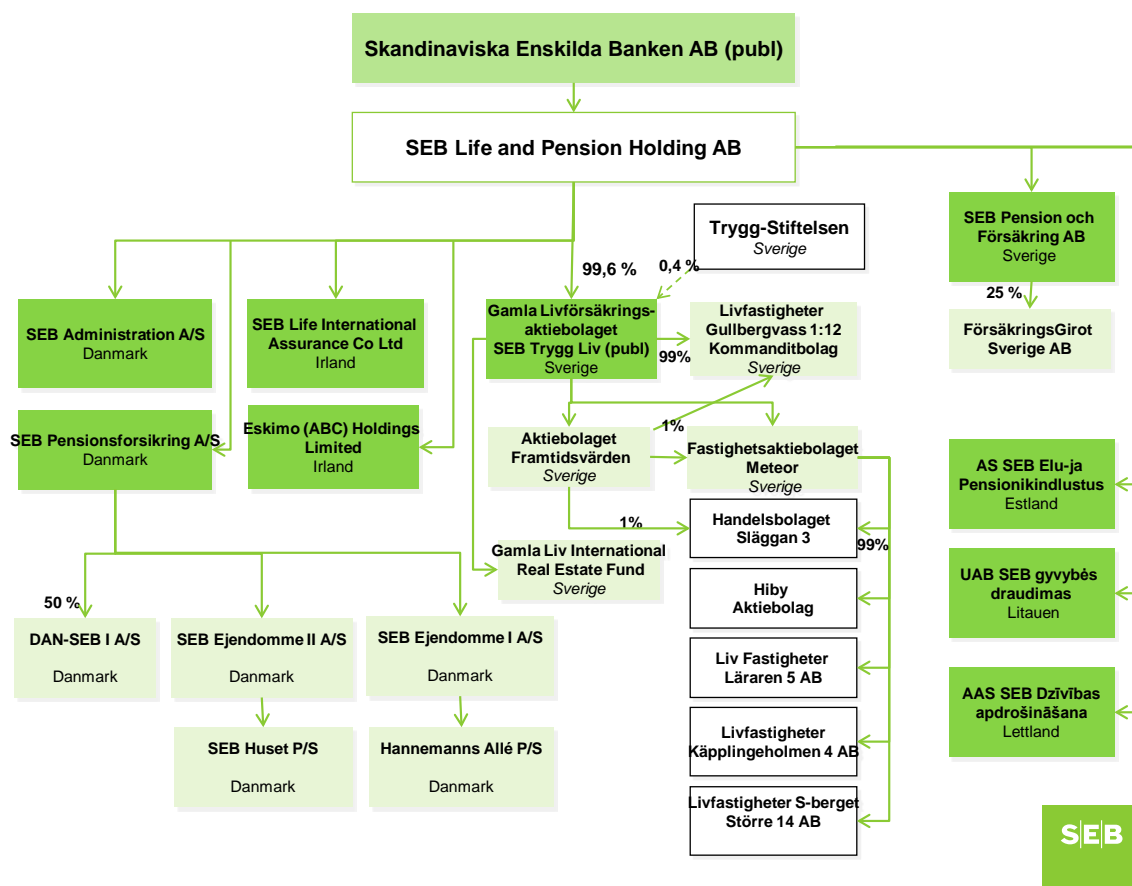 Skandinaviska Enskilda Banken AB (publ)
SEB Life and Pension Holding AB
Trygg-Stiftelsen
Sverige
SEB Pension och
Försäkring AB
Sverige
99,6 %
0,4 %
25 %
SEB Administration A/S
Danmark
SEB Life International
Assurance Co Ltd
Irland
Gamla Livförsäkrings-
aktiebolaget
SEB Trygg Liv (publ)
Sverige
99%
Livfastigheter
Gullbergvass 1:12
Kommanditbolag
Sverige
FörsäkringsGirot
Sverige AB
SEB Pensionsforsikring A/S
Danmark
Eskimo (ABC) Holdings
Limited
Irland
Aktiebolaget
Framtidsvärden
Sverige
1%
Fastighetsaktiebolaget
Meteor
Sverige
AS SEB Elu-ja
Pensionikindlustus
Estland
1%
Handelsbolaget
Släggan 3
99%
Gamla Liv International
Real Estate Fund
Sverige
Hiby
Aktiebolag
UAB SEB gyvybės
draudimas
Litauen
50 %
DAN-SEB I A/S
Danmark
SEB Ejendomme II A/S
Danmark
SEB Ejendomme I A/S
Danmark
Liv Fastigheter
Läraren 5 AB
AAS SEB Dzīvības
apdrošināšana
Lettland
SEB Huset P/S
Danmark
Hannemanns Allé P/S
Danmark
Livfastigheter
Käpplingeholmen 4 AB
Livfastigheter S-berget
Större 14 AB
SEB